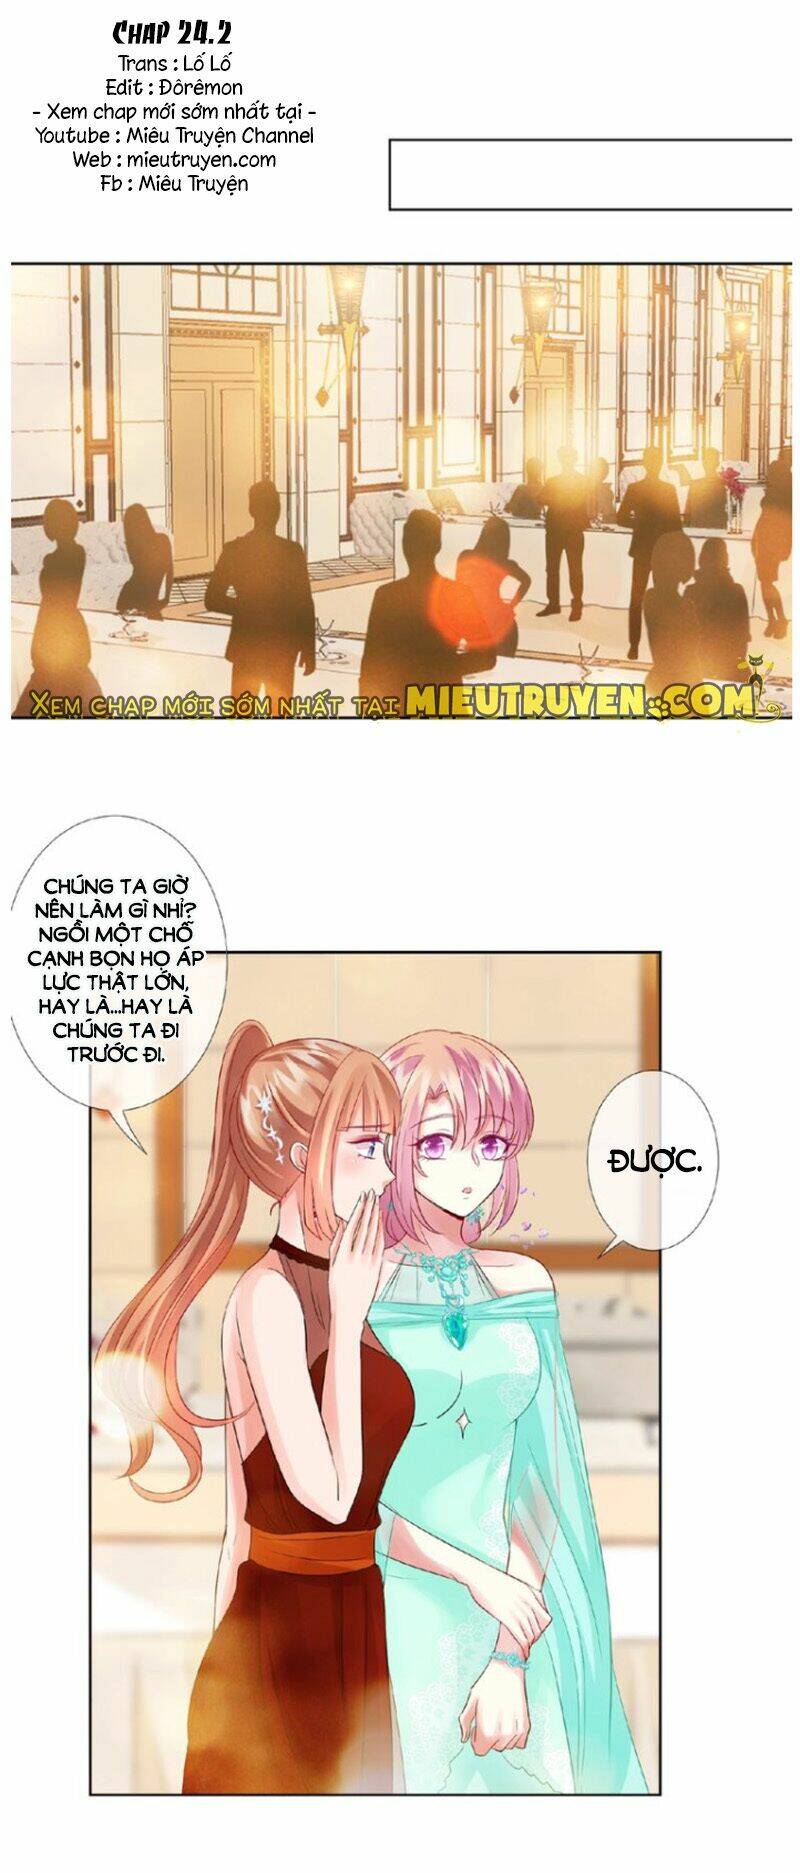 Chap 24.2
Trans : Lố Lố
Edit : Đôrêmon
- Xem chap mới sớm nhất tại -
Youtube : Miêu Truyện Channel
Web : mieutruyen.com
Fb : Miêu Truyện
Xem chap mới sớm nhất tại MIEUTRUYEN.COM
CHÚNG TA GIỜ
NÊN LÀM GÌ NHỈ?
NGỒI MỘT CHỖ
CẠNH BỌN HỌ ÁP
LỰC THẬT LỚN,
HAY LÀ...HAY LÀ
CHÚNG TA ĐI
TRƯỚC ĐI.
ĐƯỢC.